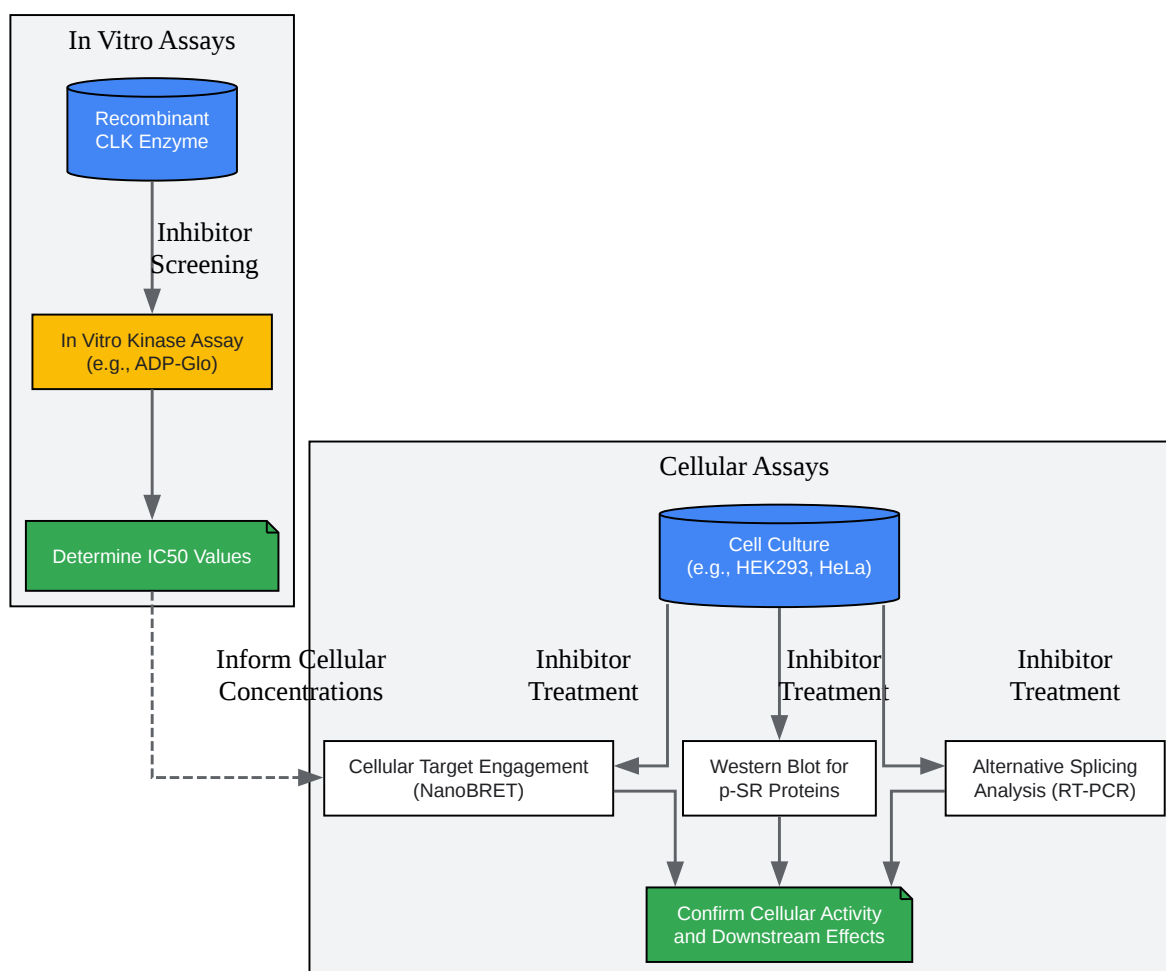 In Vitro Assays
Recombinant
CLK Enzyme
Inhibitor
Screening
In Vitro Kinase Assay
(e.g., ADP-Glo)
Determine IC50 Values
Inform Cellular
Concentrations
Cellular Assays
Cell Culture
(e.g., HEK293, HeLa)
Inhibitor
Treatment
Inhibitor
Treatment
Inhibitor
Treatment
Cellular Target Engagement
(NanoBRET)
Western Blot for
p-SR Proteins
Alternative Splicing
Analysis (RT-PCR)
Confirm Cellular Activity
and Downstream Effects